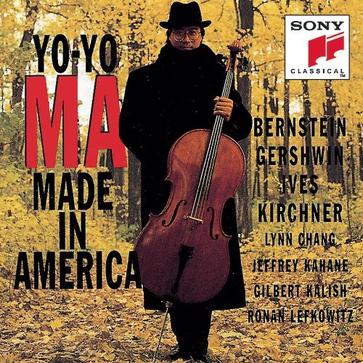 YO-YO
MA
MADE
IN
AMERICA
SONY
CLASSICAL
BERNSTEIN
GERSHWIN
IVES
KIRCHNER
LYNN CHANG
JEFFREY KAHANE
GILBERT KALISH
RONAN LEFKOWITZ